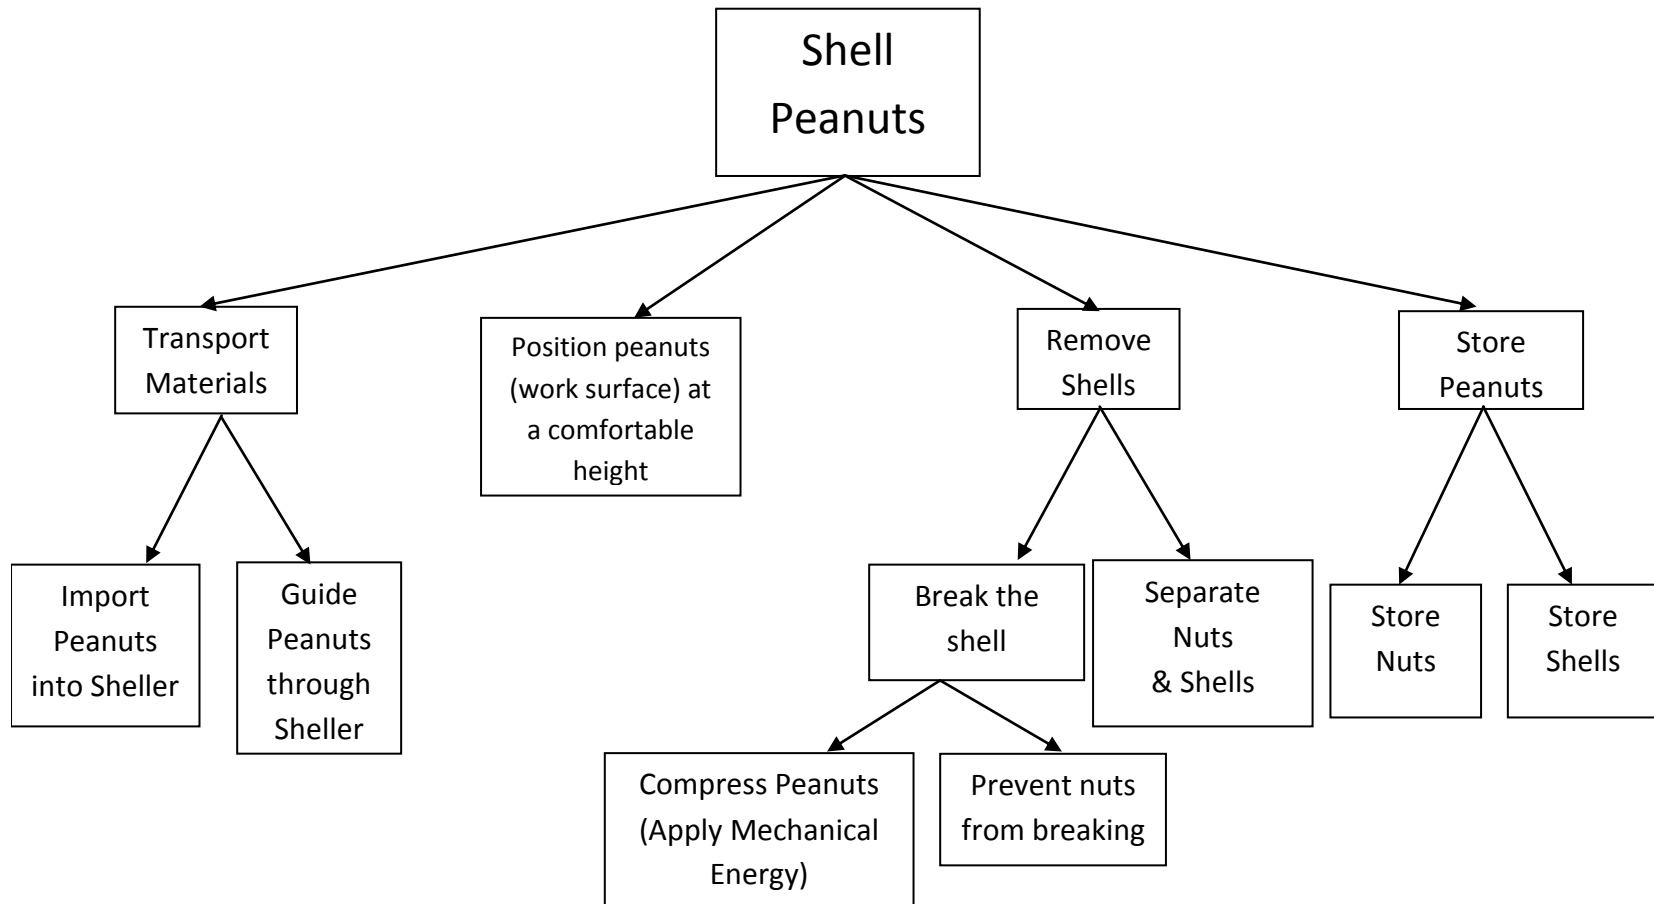 Shell
Peanuts
Transport
Materials
Position peanuts
(work surface) at
a comfortable
height
Remove
Shells
Store
Peanuts
Import
Peanuts
into Sheller
Guide
Peanuts
through
Sheller
Break the
shell
Separate
Nuts
& Shells
Store
Nuts
Store
Shells
Compress Peanuts
(Apply Mechanical
Energy)
Prevent nuts
from breaking